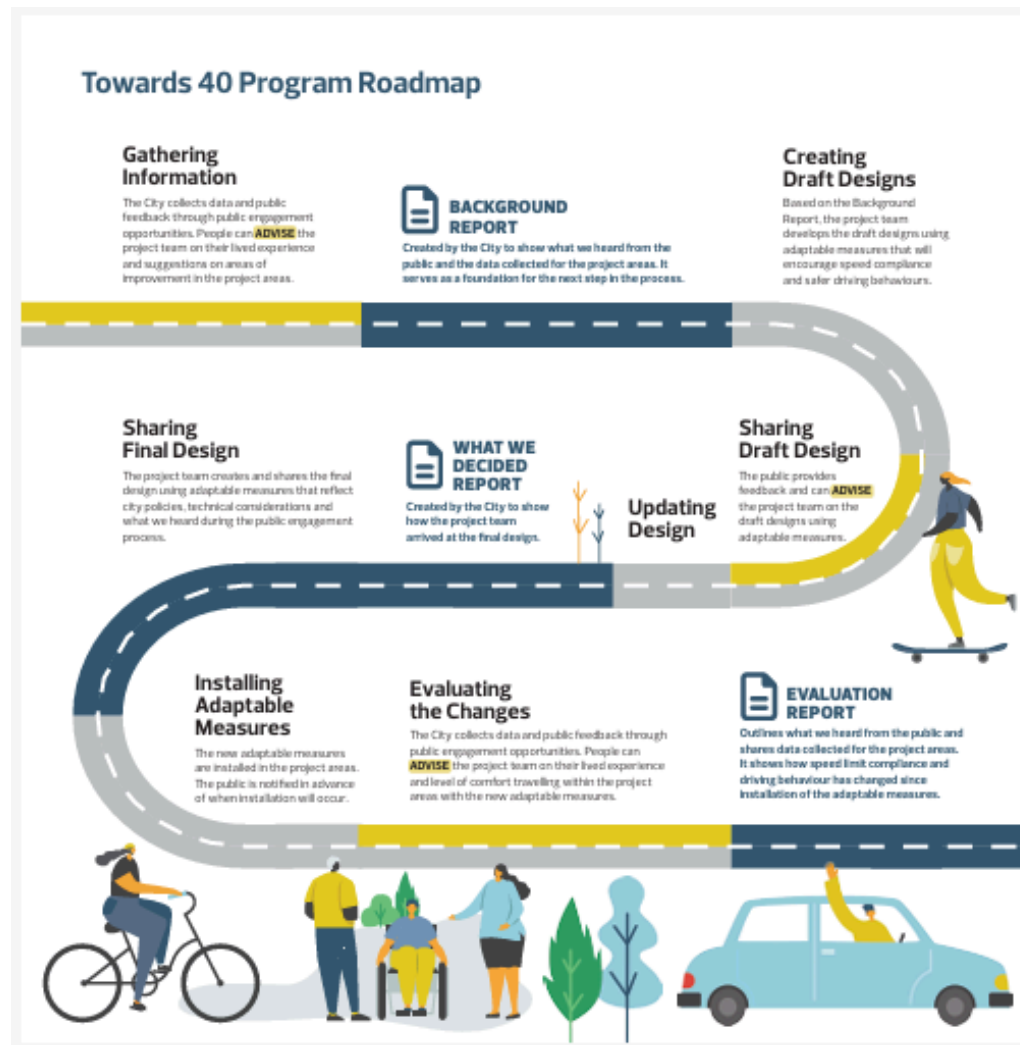 Towards 40 Program Roadmap
Gathering
Information
The City collects data and public
feedback through public engagement
opportunities. People can ADVISE the
project team on their lived experience
and suggestions on areas of
improvement in the project areas.
BACKGROUND
REPORT
Created by the City to show what we heard from the
public and the data collected for the project areas. It
serves as a foundation for the next step in the process.
Creating
Draft Designs
Based on the Background
Report, the project team
develops the draft designs using
adaptable measures that will
encourage speed compliance
and safer driving behaviours.
Sharing
Draft Design
The public provides
feedback and can ADVISE
the project team on the
draft designs using
adaptable measures.
Updating
Design
WHAT WE
DECIDED
REPORT
Created by the City to show
how the project team
arrived at the final design.
Sharing
Final Design
The project team creates and shares the final
design using adaptable measures that reflect
city policies, technical considerations and
what we heard during the public engagement
process.
Installing
Adaptable
Measures
The new adaptable measures
are installed in the project areas.
The public is notified in advance
of when installation will occur.
Evaluating
the Changes
The City collects data and public feedback through
public engagement opportunities. People can
ADVISE the project team on their lived experience
and level of comfort travelling within the project
areas with the new adaptable measures.
EVALUATION
REPORT
Outlines what we heard from the public and
shares data collected for the project areas.
It shows how speed limit compliance and
driving behaviour has changed since
installation of the adaptable measures.